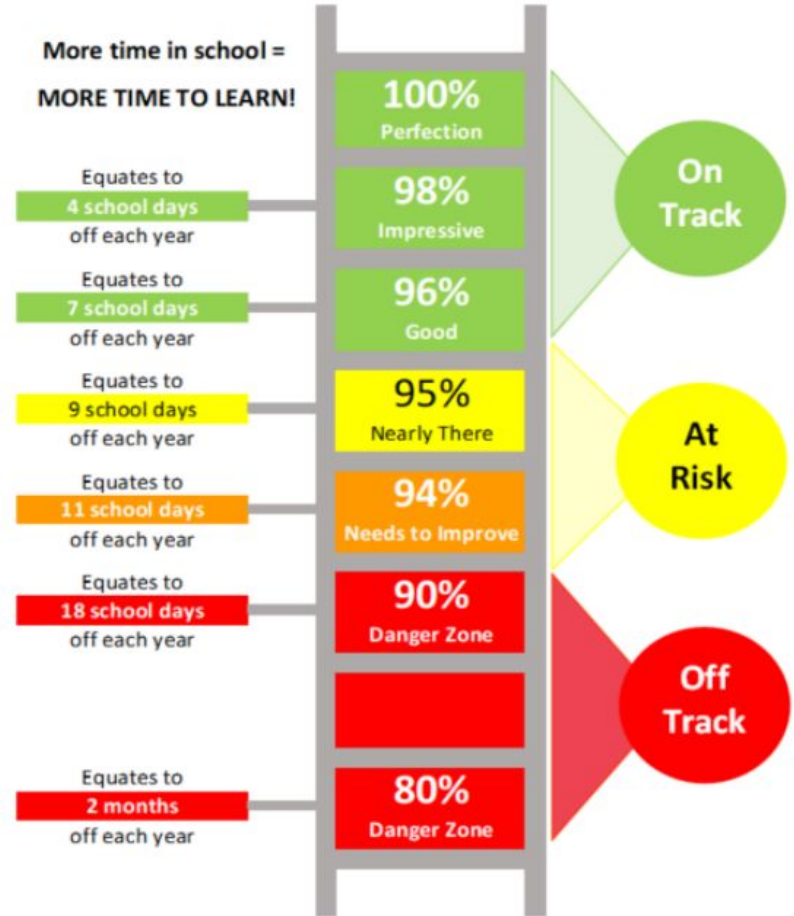 More time in school =
MORE TIME TO LEARN!
100%
Perfection
Equates to
4 school days
off each year
98%
Impressive
On
Track
Equates to
7 school days
off each year
96%
Good
Equates to
9 school days
off each year
95%
Nearly There
At
Risk
Equates to
11 school days
off each year
94%
Needs to Improve
Equates to
18 school days
off each year
90%
Danger Zone
Off
Track
Equates to
2 months
off each year
80%
Danger Zone